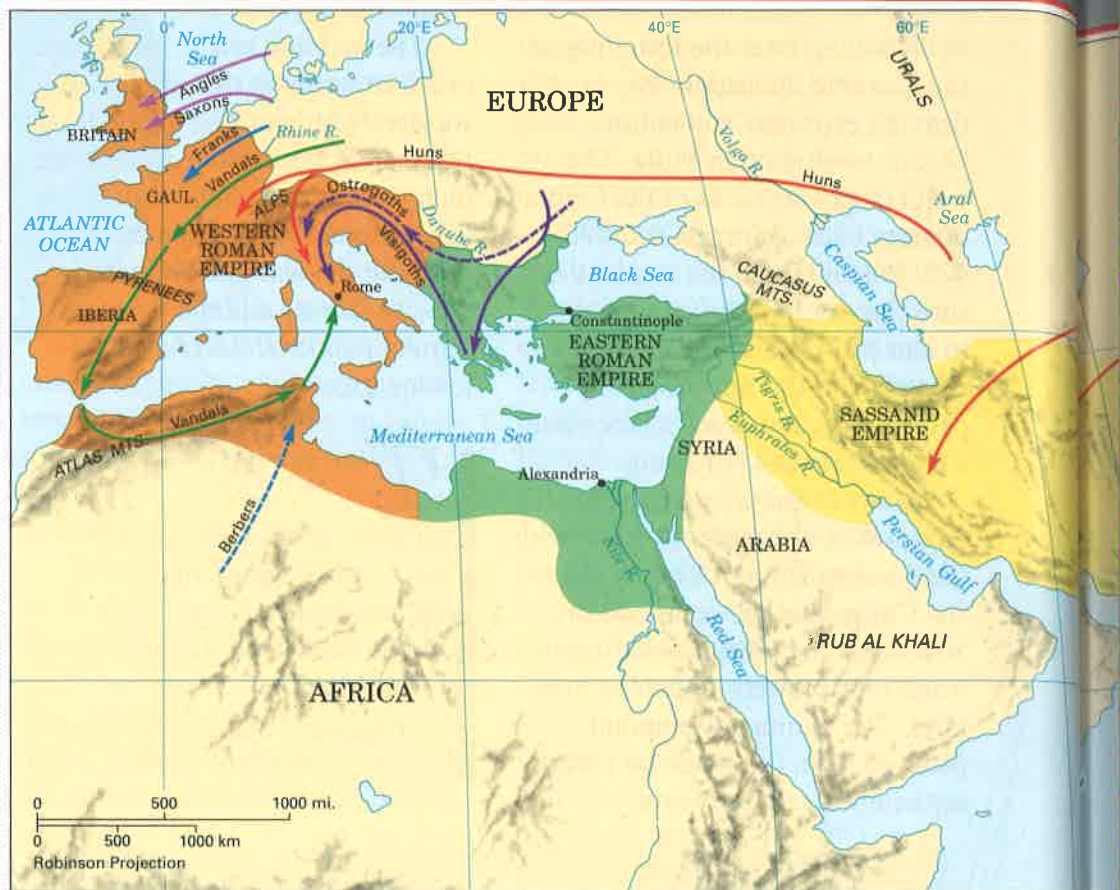 0°
20°E
40°E
60°E
North
Sea
EUROPE
URALS
Angles
Saxons
BRITAIN
Franks
Rhine R.
Vandals
Huns
Volga R.
Huns
GAUL
ALPS
Ostrogoths
Aral
Sea
ATLANTIC
OCEAN
WESTERN
ROMAN
EMPIRE
Visigoths
Danube R.
Black Sea
CAUCASUS
MTS.
Caspian Sea
PYRENEES
Rome
IBERIA
Constantinople
EASTERN
ROMAN
EMPIRE
Tigris R.
Euphrates R.
SASSANID
EMPIRE
Vandals
ATLAS MTS.
Mediterranean Sea
SYRIA
Alexandria
Berbers
Nile R.
ARABIA
Persian Gulf
Red Sea
RUB AL KHALI
AFRICA
0 500 1000 mi.
0 500 1000 km
Robinson Projection